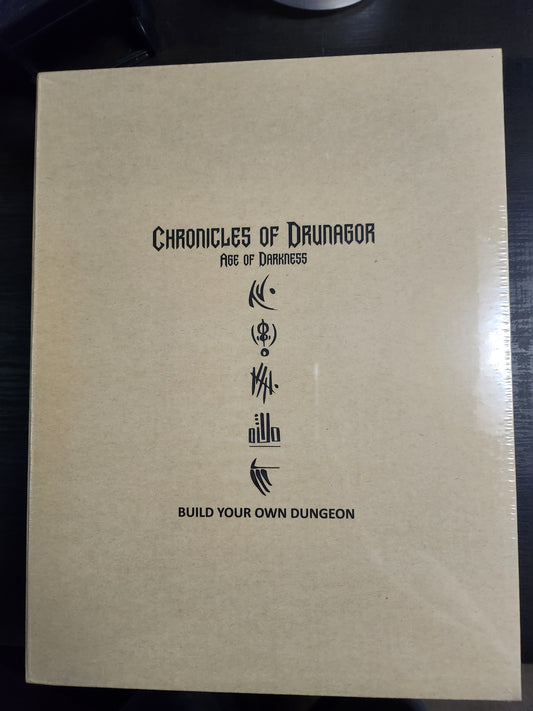 Chronicles of Drunagor
Age of Darkness
BUILD YOUR OWN DUNGEON